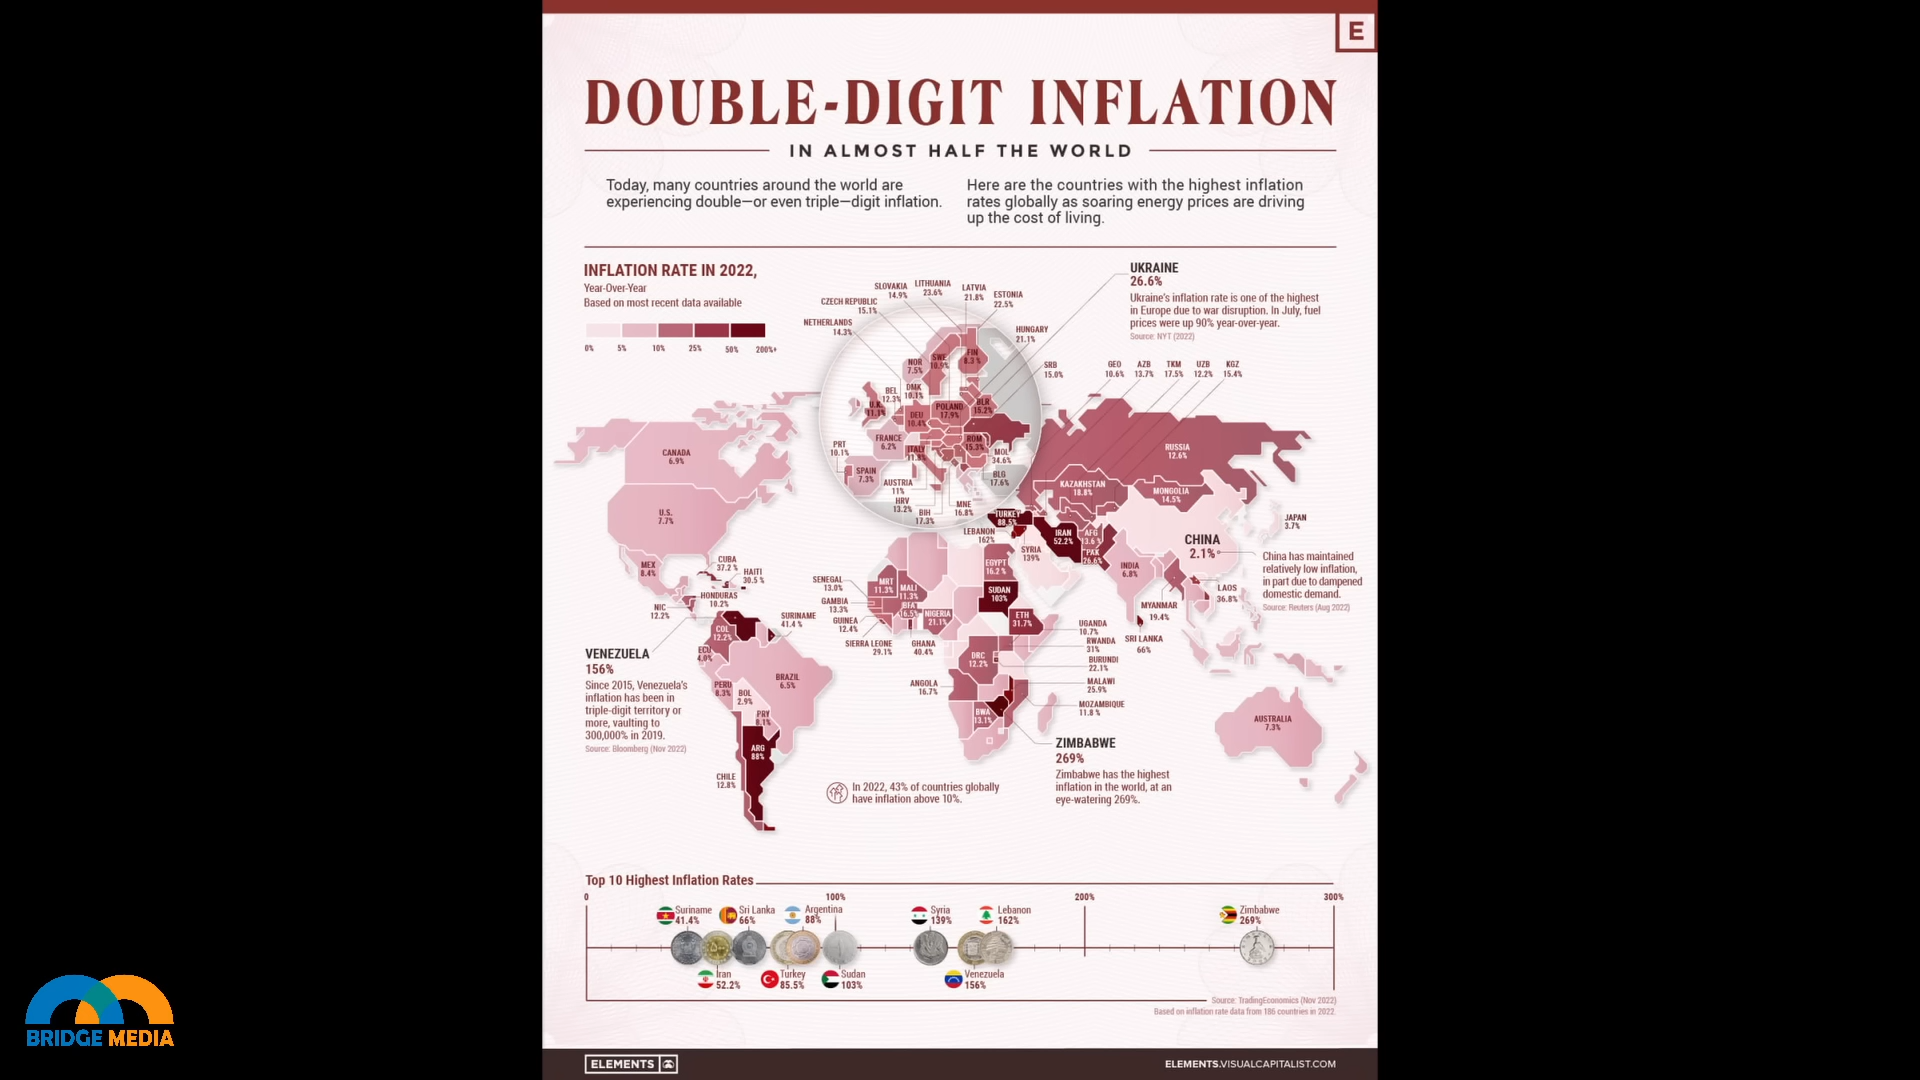 E
DOUBLE-DIGIT INFLATION
IN ALMOST HALF THE WORLD
Today, many countries around the world are
experiencing double—or even triple—digit inflation.
Here are the countries with the highest inflation
rates globally as soaring energy prices are driving
up the cost of living.
INFLATION RATE IN 2022,
Year-Over-Year
Based on most recent data available
0% 5% 10% 25% 50% 200%+
UKRAINE
26.6%
Ukraine's inflation rate is one of the highest
in Europe due to war disruption. In July, fuel
prices were up 90% year-over-year.
Source: NYT (2022)
SLOVAKIA
14.9%
LITHUANIA
23.6%
LATVIA
21.8%
ESTONIA
22.5%
CZECH REPUBLIC
15.1%
NETHERLANDS
14.3%
HUNGARY
21.1%
SRB
15.0%
GEO
10.6%
AZB
13.7%
TKM
17.5%
UZB
12.2%
KGZ
15.4%
NOR
7.5%
SWE
10.9%
FIN
8.3%
BEL
12.3%
DMK
10.1%
U.K.
11.1%
DEU
10.4%
POLAND
17.9%
BLR
15.2%
FRANCE
6.2%
ITALY
11.8%
ROM
15.3%
MOL
34.6%
PRT
10.1%
SPAIN
7.3%
AUSTRIA
11%
BLG
17.6%
HRV
13.2%
BIH
17.3%
MNE
16.8%
CANADA
6.9%
U.S.
7.7%
RUSSIA
12.6%
KAZAKHSTAN
18.8%
MONGOLIA
14.5%
TURKEY
88.5%
LEBANON
162%
SYRIA
139%
IRAN
52.2%
AFG
13.6%
PAK
26.6%
INDIA
6.8%
JAPAN
3.7%
CHINA
2.1%
China has maintained
relatively low inflation,
in part due to dampened
domestic demand.
Source: Reuters (Aug 2022)
LAOS
36.8%
MYANMAR
19.4%
SRI LANKA
66%
MEX
8.4%
CUBA
37.2 %
HAITI
30.5 %
HONDURAS
10.2%
NIC
12.2%
SURINAME
41.4 %
COL
12.2%
ECU
4.0%
VENEZUELA
156%
Since 2015, Venezuela's
inflation has been in
triple-digit territory or
more, vaulting to
300,000% in 2019.
Source: Bloomberg (Nov 2022)
PERU
8.3%
BOL
2.9%
BRAZIL
6.5%
PRY
8.1%
ARG
88%
CHILE
12.8%
SENEGAL
13.0%
GAMBIA
13.3%
GUINEA
12.4%
SIERRA LEONE
29.1%
GHANA
40.4%
MRT
11.3%
MALI
11.3%
BFA
16.5%
NIGERIA
21.1%
EGYPT
16.2 %
SUDAN
103%
ETH
31.7%
UGANDA
10.7%
RWANDA
31%
BURUNDI
22.1%
MALAWI
25.9%
MOZAMBIQUE
11.8 %
DRC
12.2%
ANGOLA
16.7%
BWA
13.1%
AUSTRALIA
7.3%
ZIMBABWE
269%
Zimbabwe has the highest
inflation in the world, at an
eye-watering 269%.
In 2022, 43% of countries globally
have inflation above 10%.
Top 10 Highest Inflation Rates
0 100% 200% 300%
Suriname
41.4%
Sri Lanka
66%
Argentina
88%
Syria
139%
Lebanon
162%
Zimbabwe
269%
Iran
52.2%
Turkey
85.5%
Sudan
103%
Venezuela
156%
Source: TradingEconomics (Nov 2022)
Based on inflation rate data from 186 countries in 2022.
ELEMENTS
ELEMENTS.VISUALCAPITALIST.COM
BRIDGE MEDIA